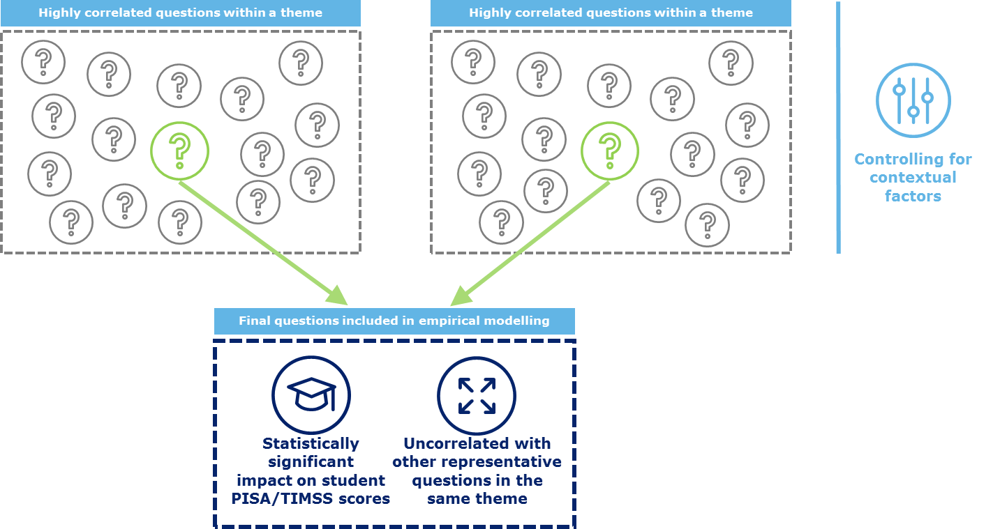 Highly correlated questions within a theme
Highly correlated questions within a theme
Controlling for
contextual
factors
Final questions included in empirical modelling
Statistically
significant
impact on student
PISA/TIMSS scores
Uncorrelated with
other representative
questions in the
same theme